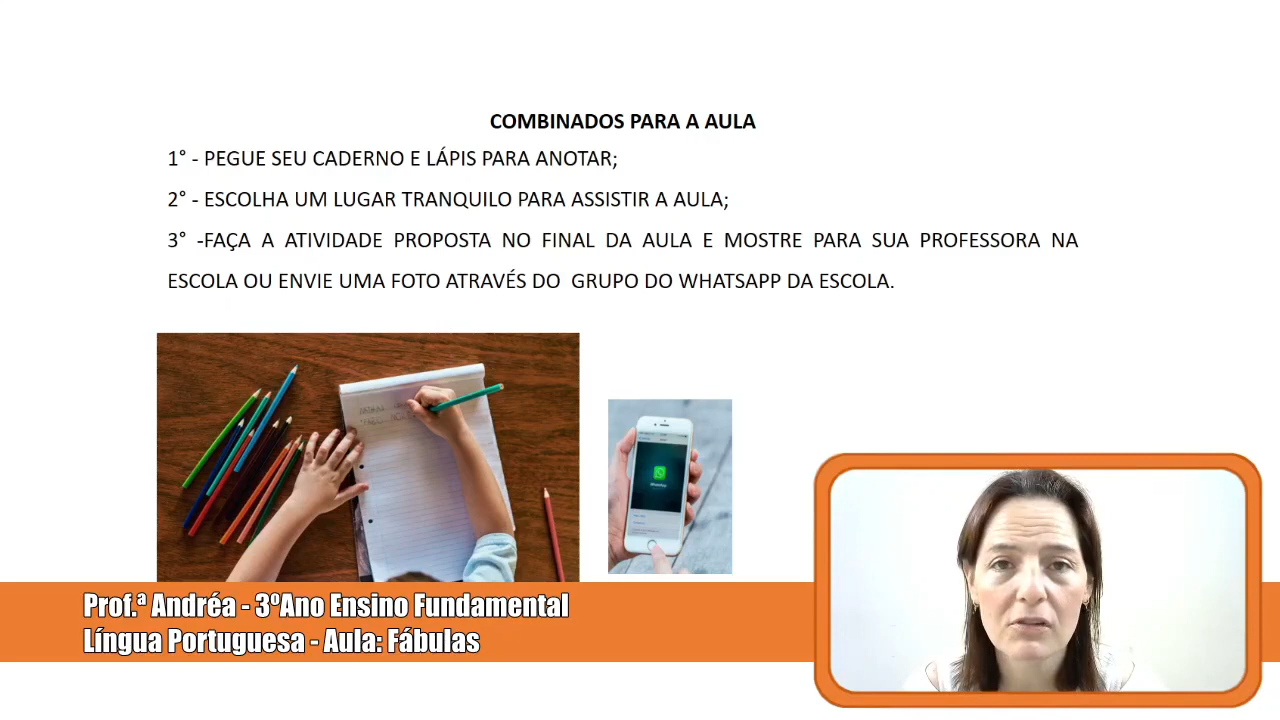 COMBINADOS PARA A AULA
1° - PEGUE SEU CADERNO E LÁPIS PARA ANOTAR;
2° - ESCOLHA UM LUGAR TRANQUILO PARA ASSISTIR A AULA;
3° -FAÇA A ATIVIDADE PROPOSTA NO FINAL DA AULA E MOSTRE PARA SUA PROFESSORA NA
ESCOLA OU ENVIE UMA FOTO ATRAVÉS DO GRUPO DO WHATSAPP DA ESCOLA.
Prof.ª Andréa - 3ºAno Ensino Fundamental
Língua Portuguesa - Aula: Fábulas